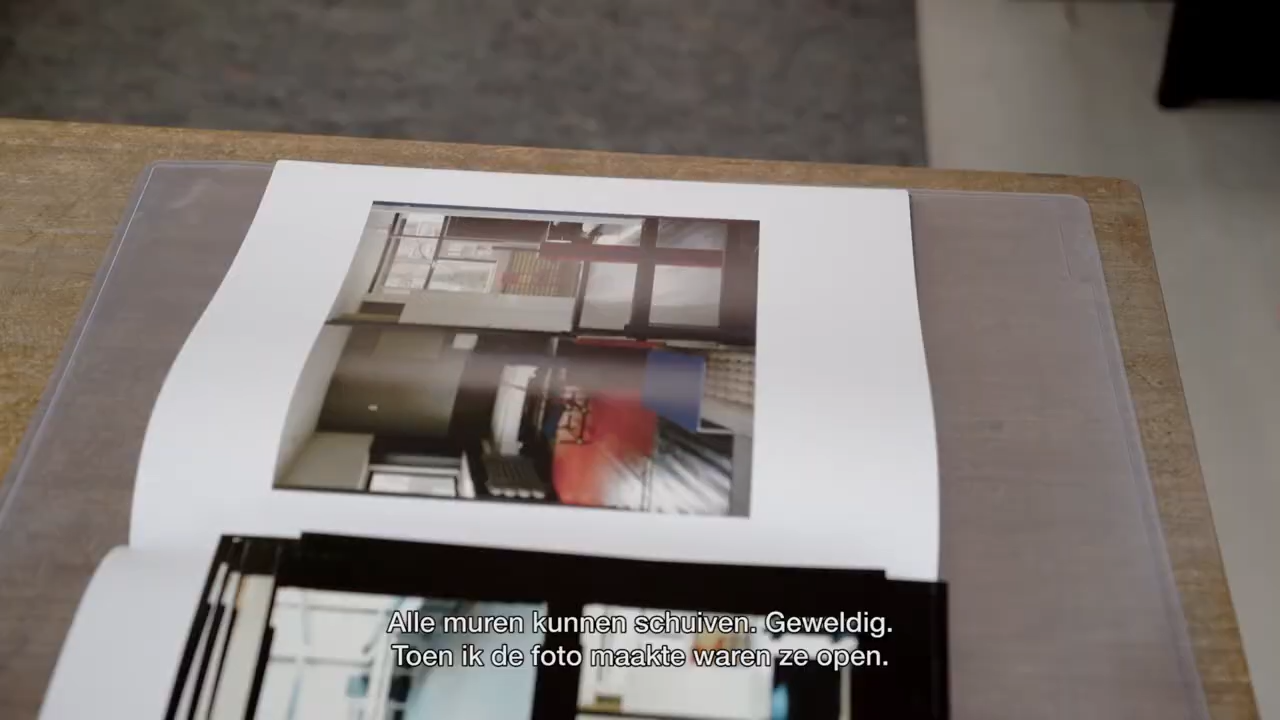 Alle muren kunnen schuiven. Geweldig.
Toen ik de foto maakte waren ze open.